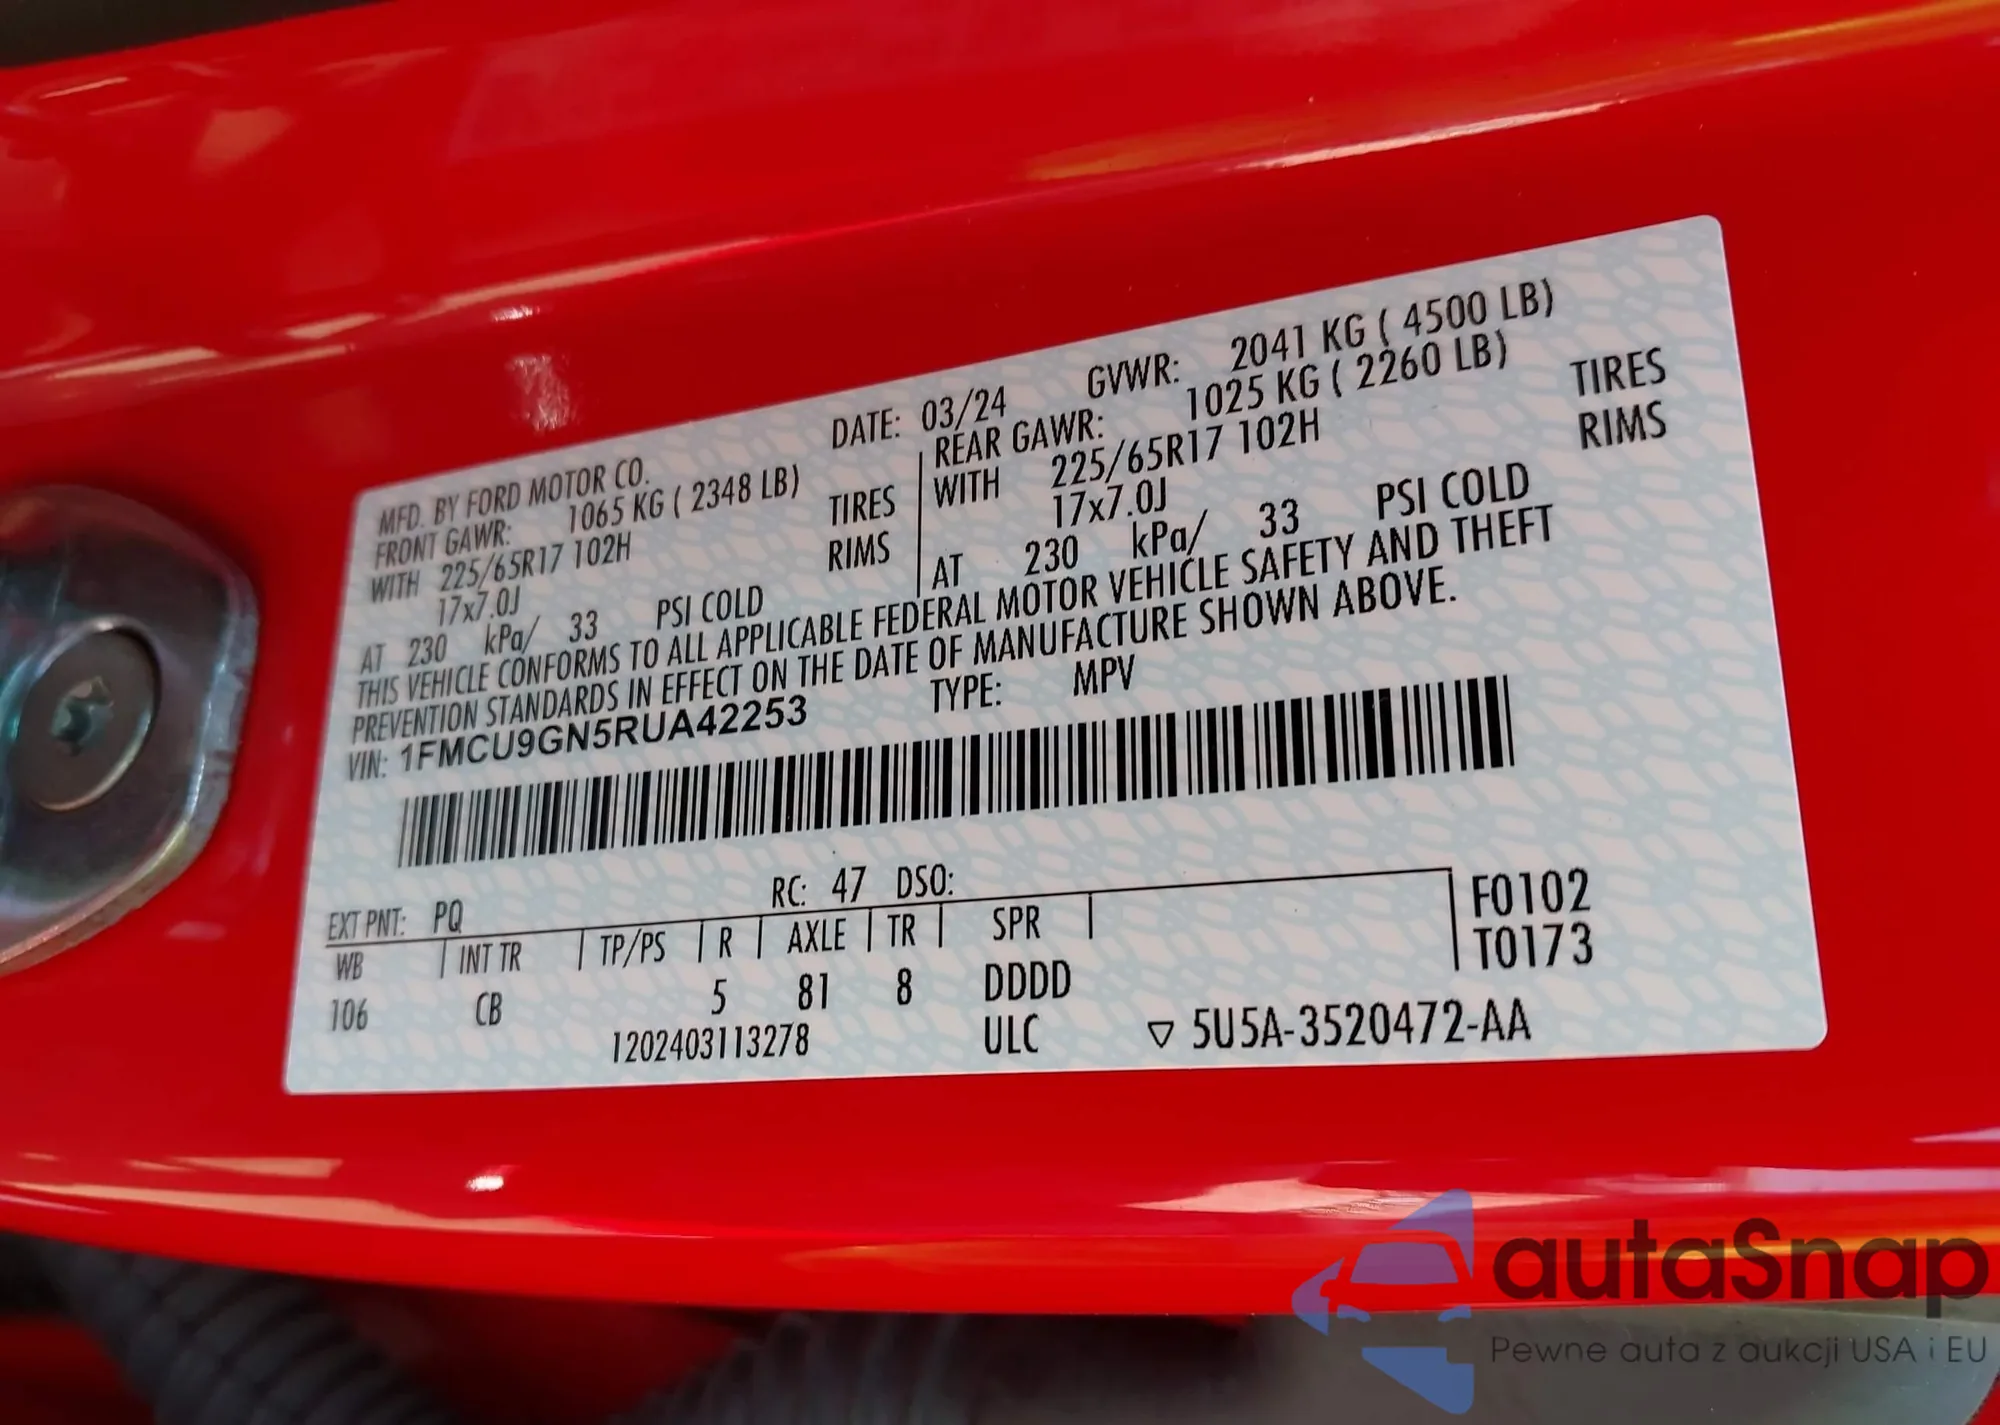 MFD. BY FORD MOTOR CO. DATE: 03/24 GVWR: 2041 KG ( 4500 LB)
FRONT GAWR: 1065 KG ( 2348 LB) REAR GAWR: 1025 KG ( 2260 LB)
WITH 225/65R17 102H TIRES WITH 225/65R17 102H TIRES
17x7.0J RIMS 17x7.0J RIMS
AT 230 kPa/ 33 PSI COLD AT 230 kPa/ 33 PSI COLD
THIS VEHICLE CONFORMS TO ALL APPLICABLE FEDERAL MOTOR VEHICLE SAFETY AND THEFT
PREVENTION STANDARDS IN EFFECT ON THE DATE OF MANUFACTURE SHOWN ABOVE.
VIN: 1FMCU9GN5RUA42253 TYPE: MPV
EXT PNT: PQ RC: 47 DSO:
WB INT TR TP/PS R AXLE TR SPR F0102
T0173
106 CB 5 81 8 DDDD
1202403113278 ULC ▽ 5U5A-3520472-AA
autaSnap
Pewne auta z aukcji USA i EU